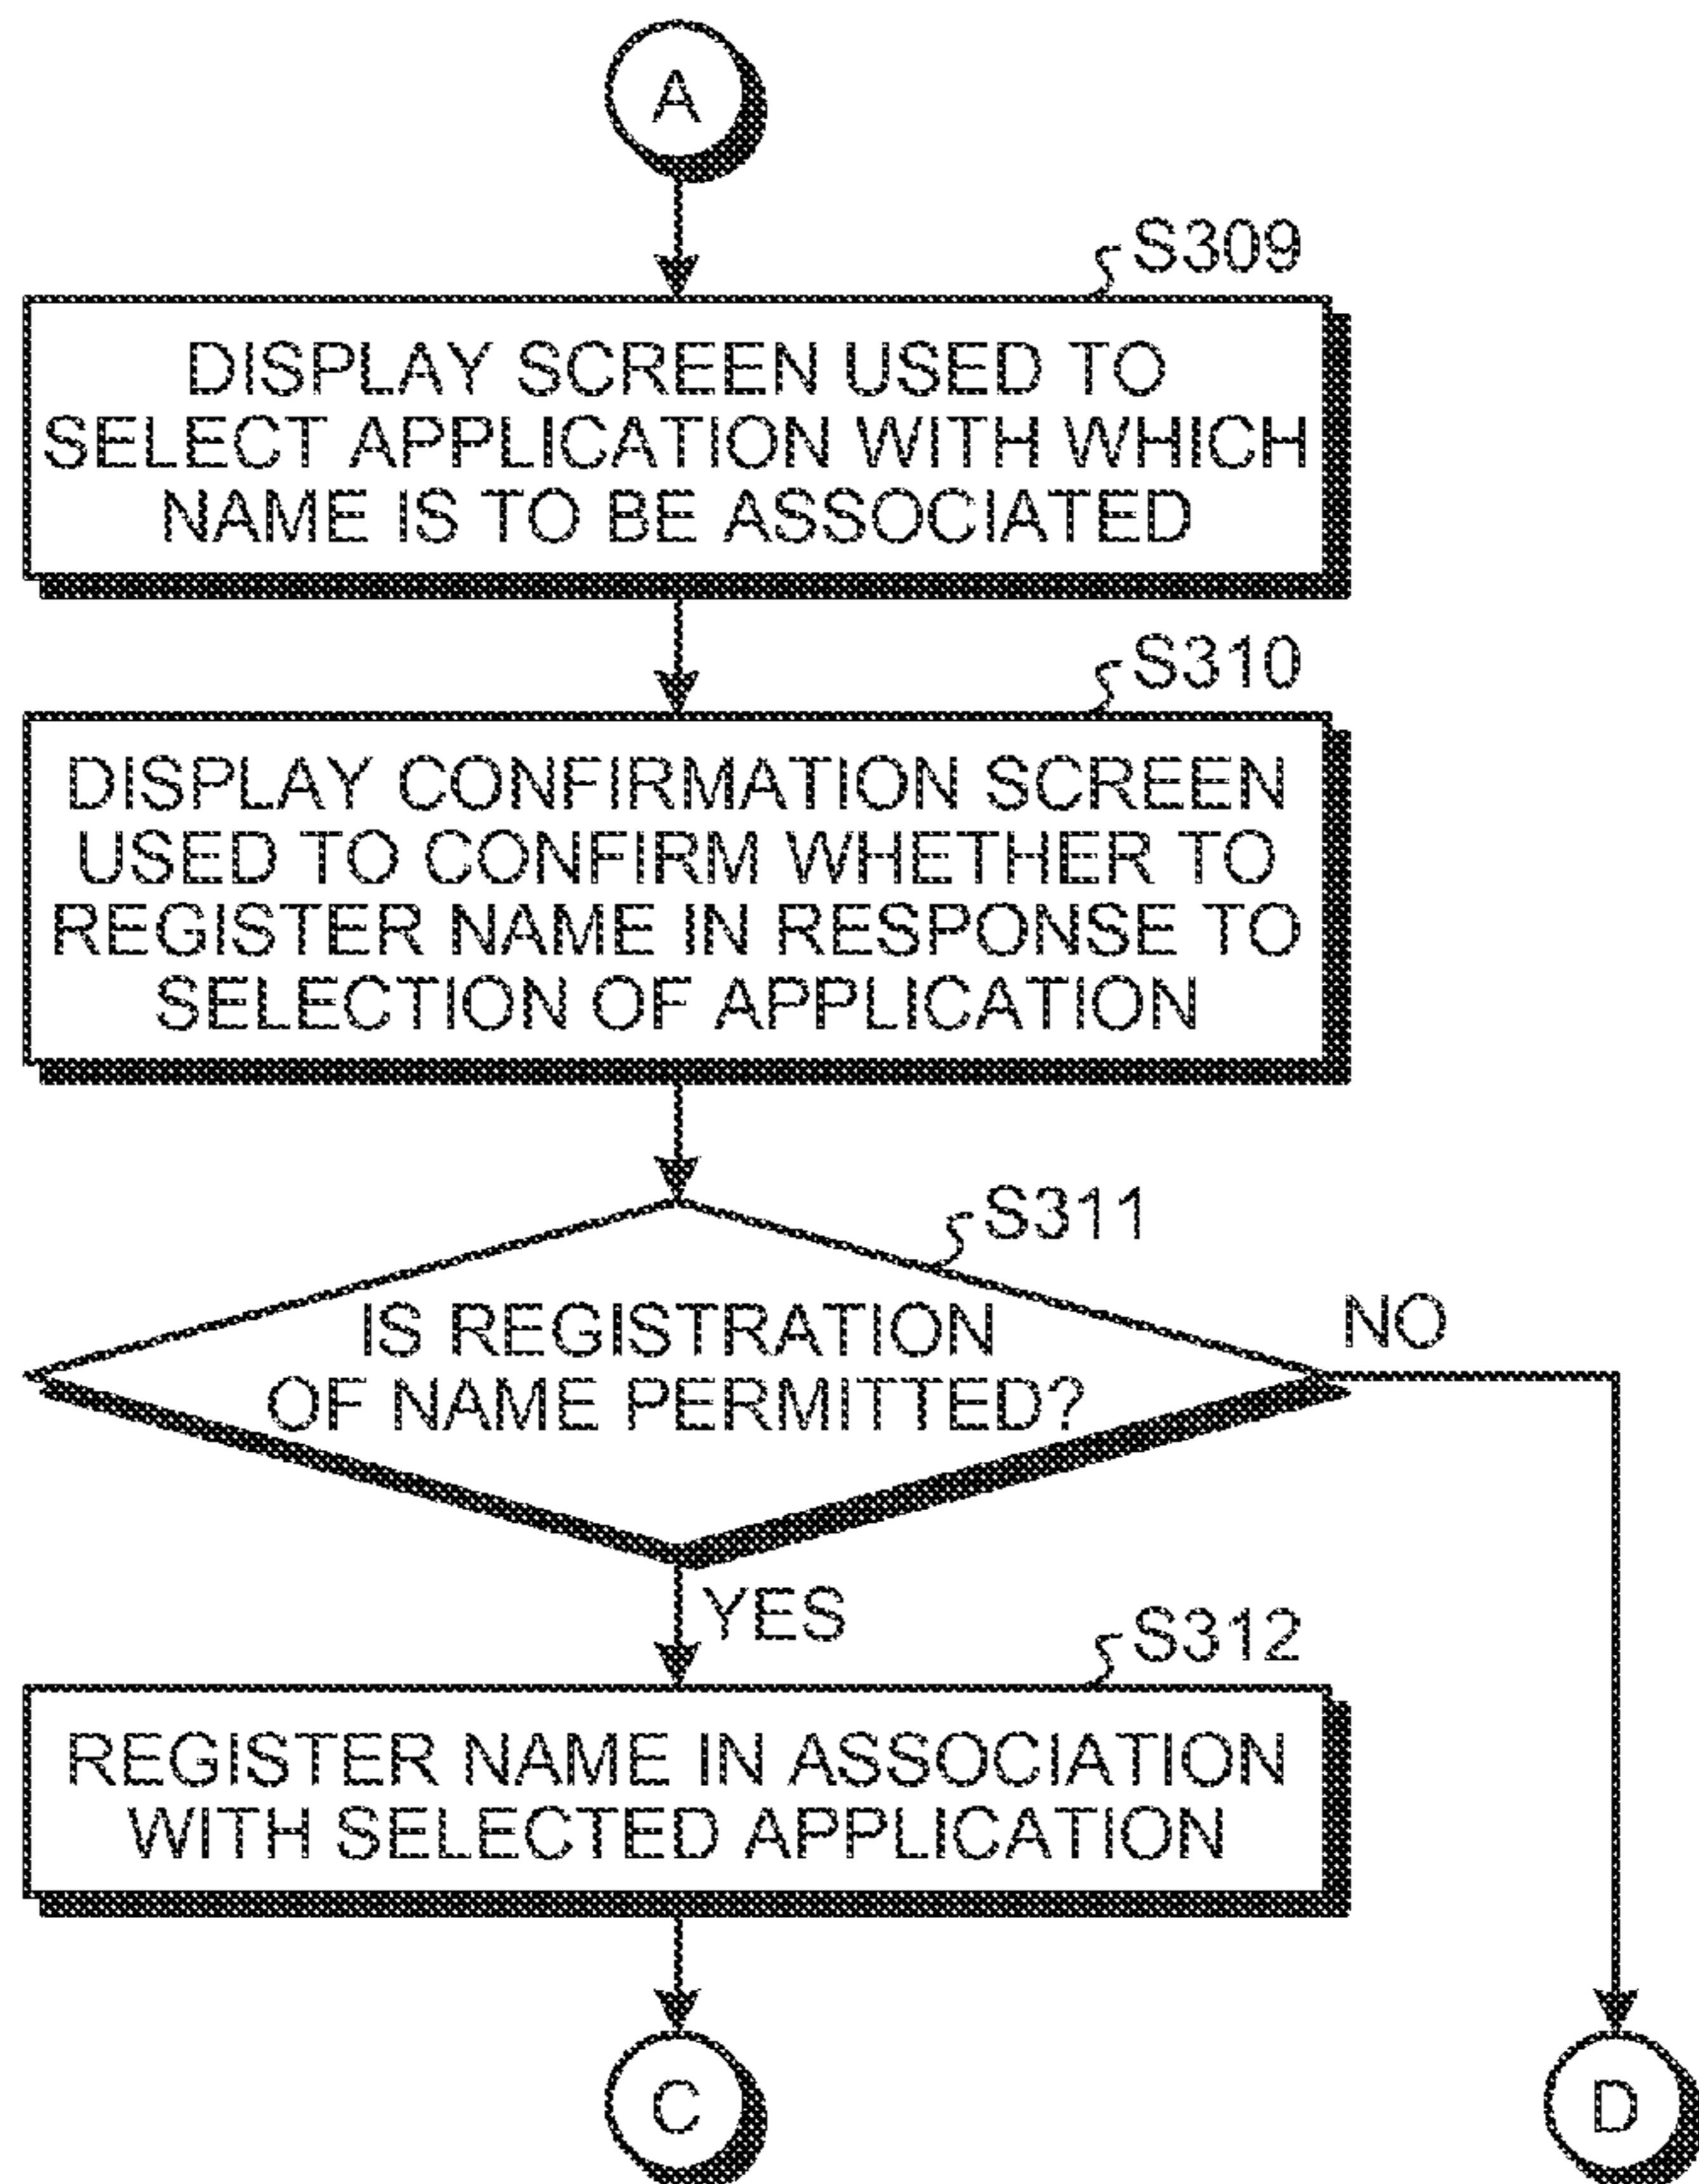 A
S309
DISPLAY SCREEN USED TO
SELECT APPLICATION WITH WHICH
NAME IS TO BE ASSOCIATED
S310
DISPLAY CONFIRMATION SCREEN
USED TO CONFIRM WHETHER TO
REGISTER NAME IN RESPONSE TO
SELECTION OF APPLICATION
S311
IS REGISTRATION
OF NAME PERMITTED?
NO
YES
S312
REGISTER NAME IN ASSOCIATION
WITH SELECTED APPLICATION
C
D